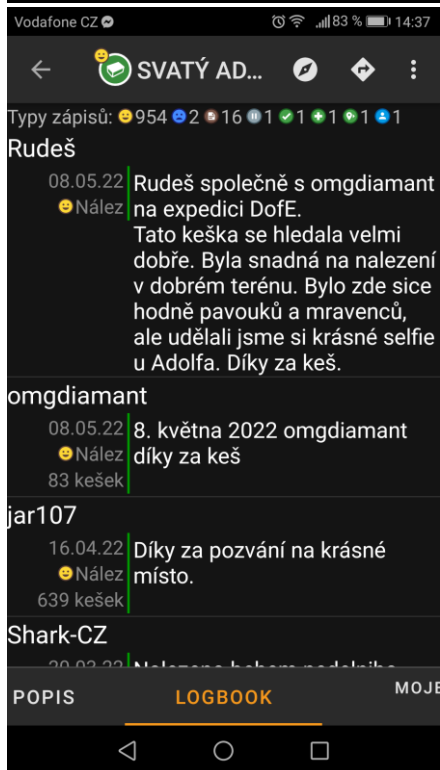 Vodafone CZ 83 % 14:37
SVATÝ AD...
Typy zápisů: 954 2 16 1 1 1 1 1
Rudeš
08.05.22
Nález
Rudeš společně s omgdiamant
na expedici DofE.
Tato keška se hledala velmi
dobře. Byla snadná na nalezení
v dobrém terénu. Bylo zde sice
hodně pavouků a mravenců,
ale udělali jsme si krásné selfie
u Adolfa. Díky za keš.
omgdiamant
08.05.22
Nález
83 kešek
8. května 2022 omgdiamant
díky za keš
jar107
16.04.22
Nález
639 kešek
Díky za pozvání na krásné
místo.
Shark-CZ
POPIS LOGBOOK MOJE